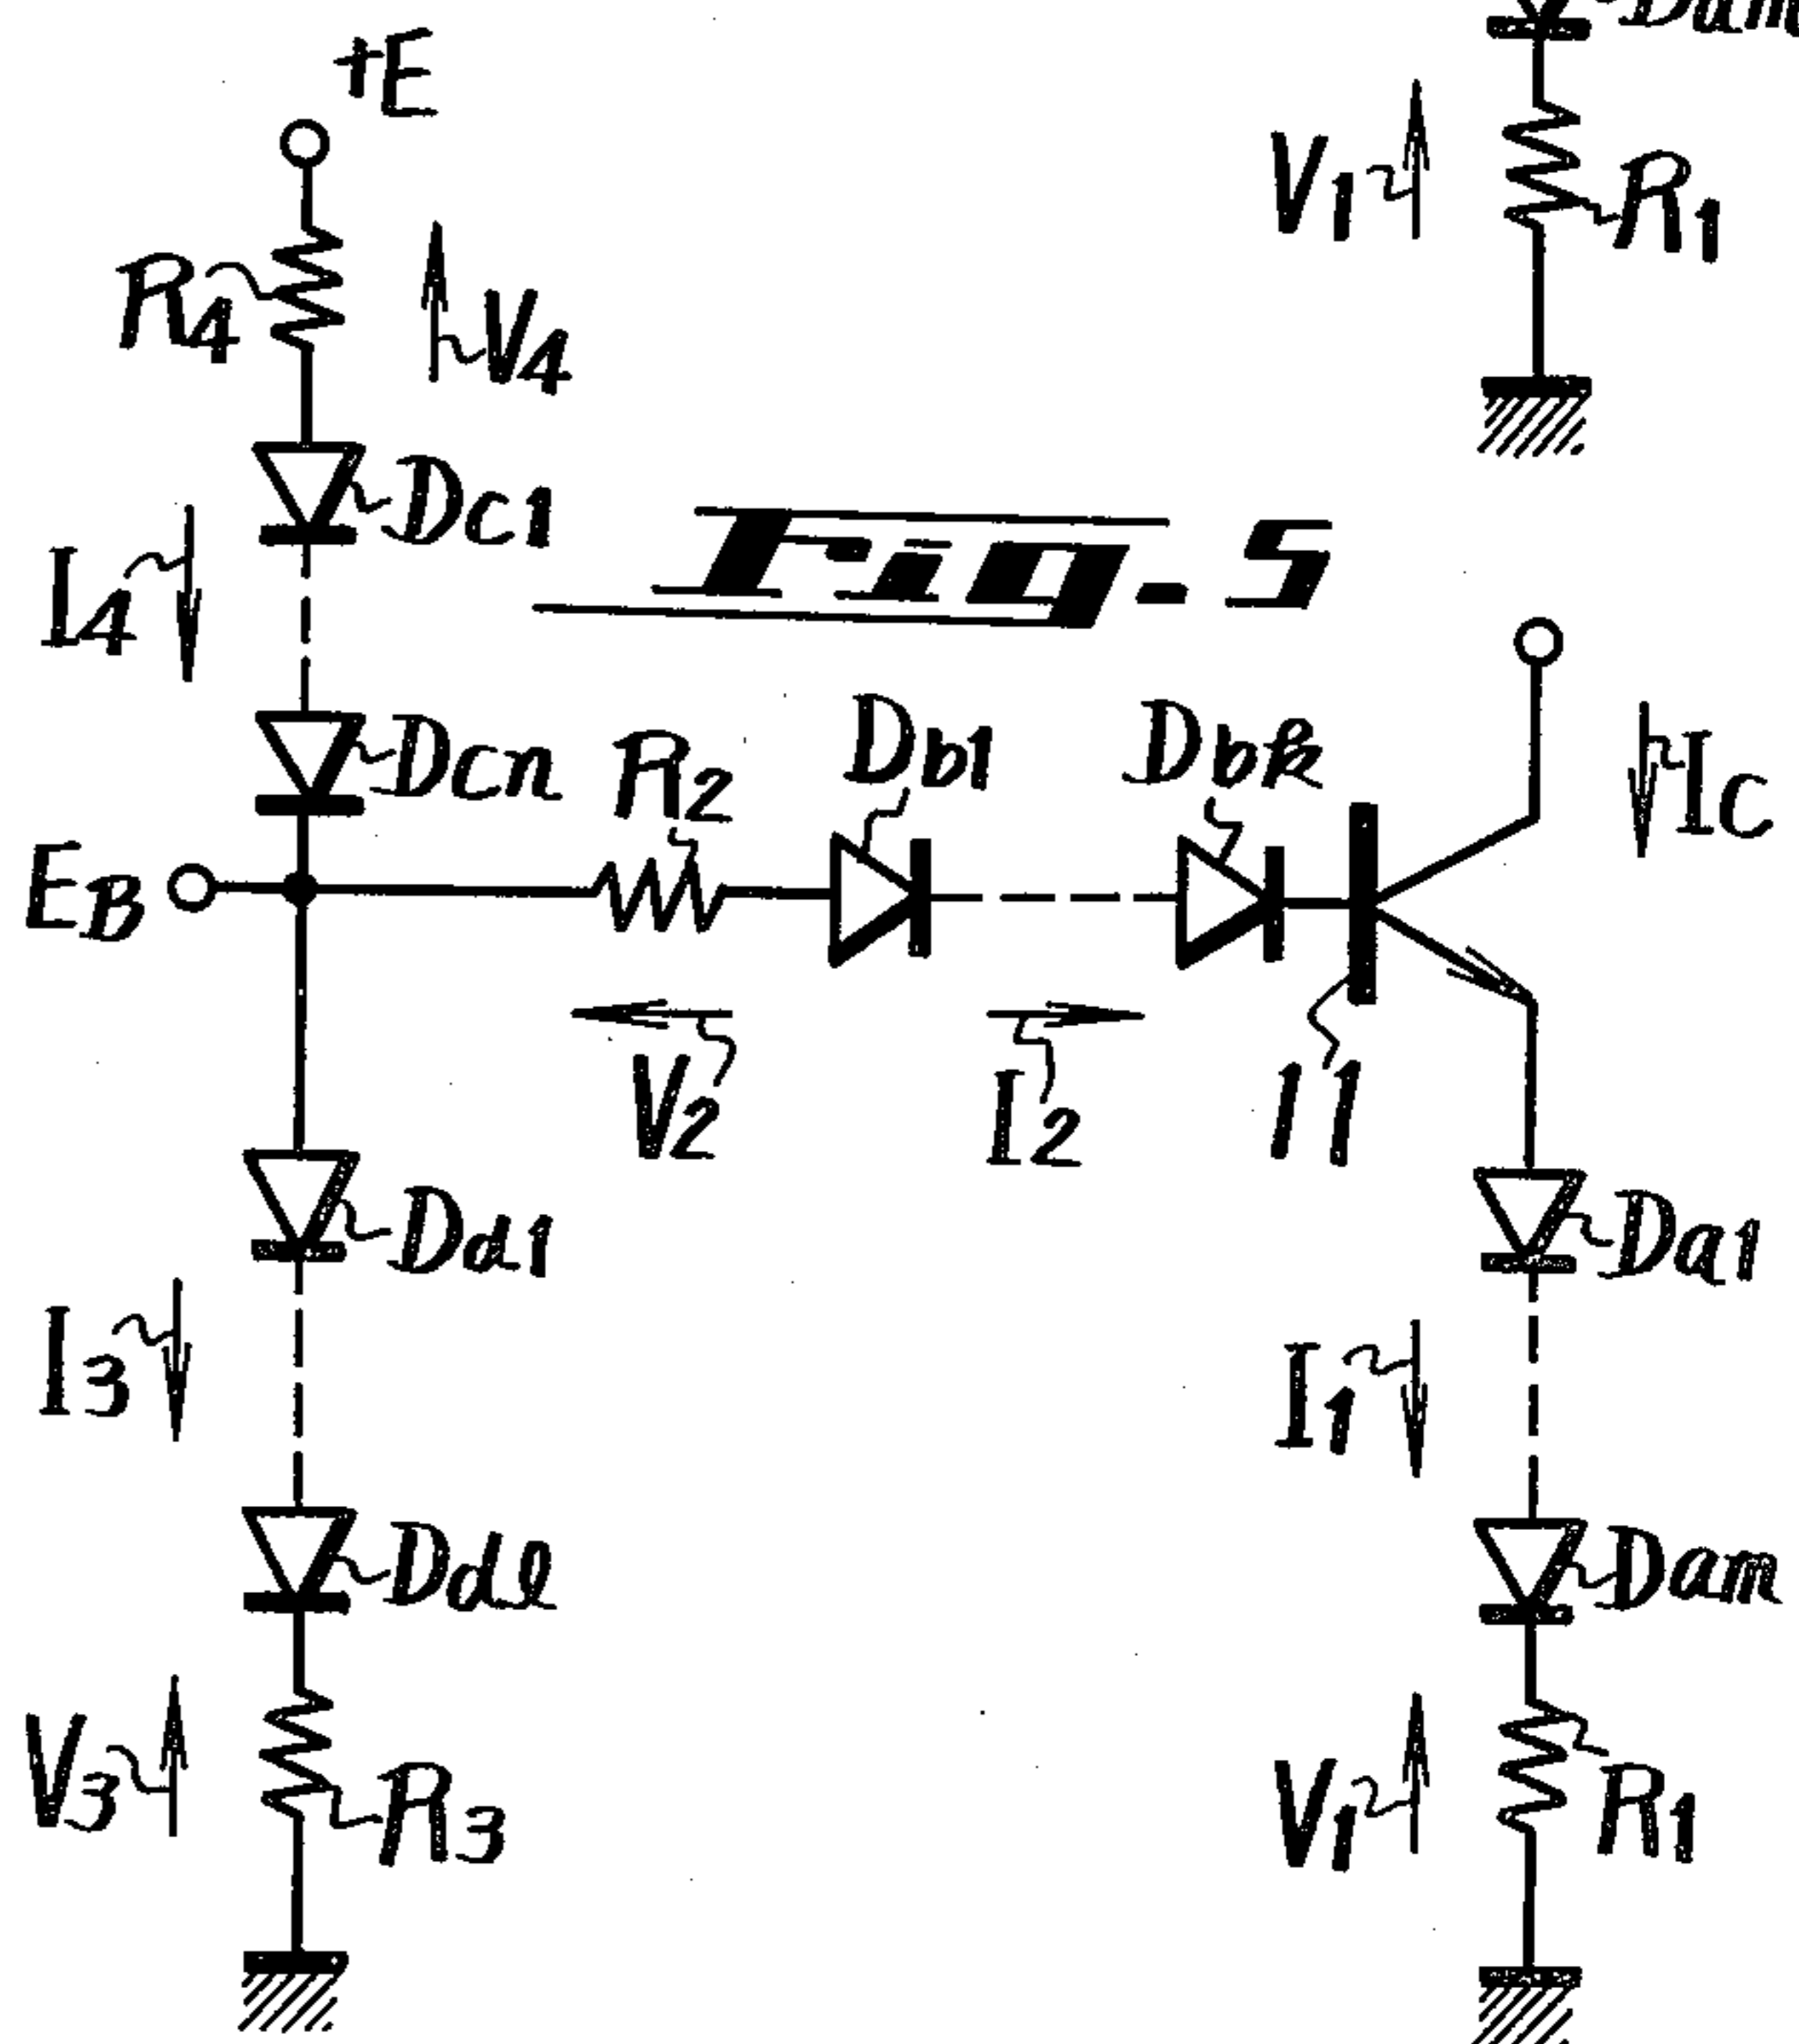 +E
Dam
V1
R1
R4
V4
Dc1
Fig. 5
I4
Dcn
R2
Db1
Dbk
IC
EB
V2
I2
11
Dd1
Da1
I3
I1
Ddl
Dam
V3
R3
V1
R1